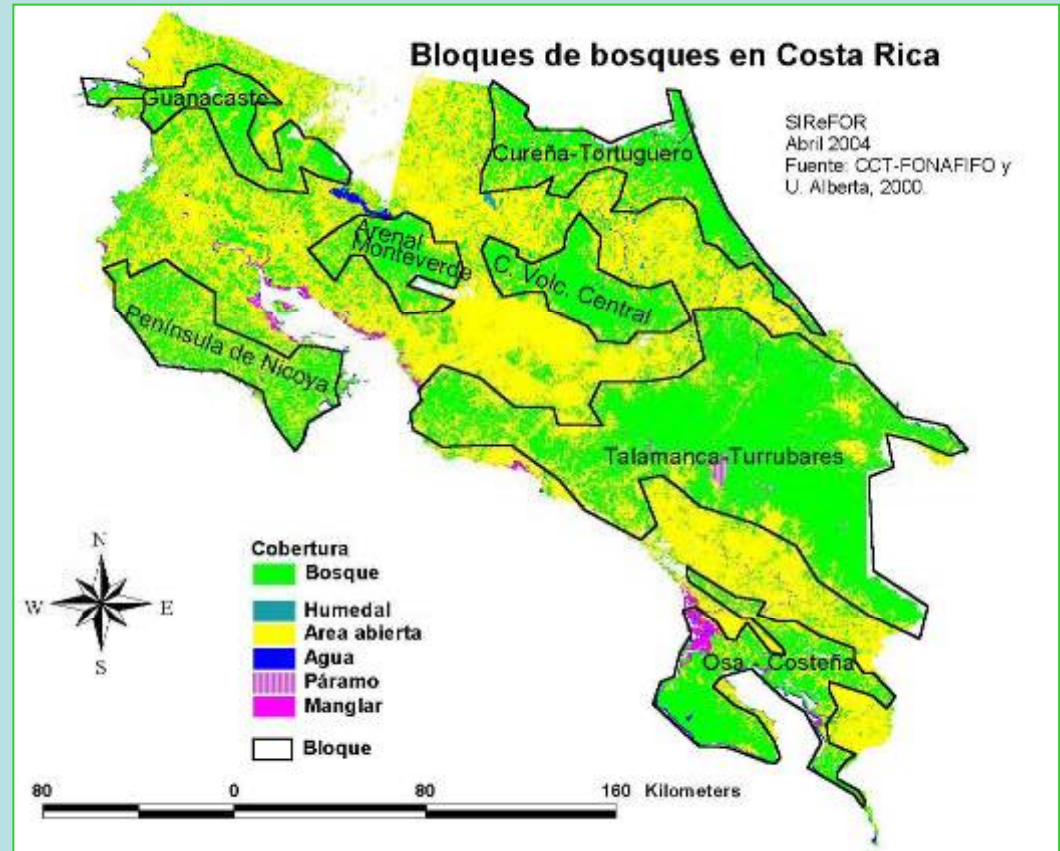 Bloques de bosques en Costa Rica
SIReFOR
Abril 2004
Fuente: CCT-FONAFIFO y
U. Alberta, 2000.
Guanacaste
Cureña-Tortuguero
Arenal
Monteverde
C. Volc. Central
Península de Nicoya
Talamanca-Turrubares
Osa - Costeña
N
W E
S
Cobertura
Bosque
Humedal
Area abierta
Agua
Páramo
Manglar
Bloque
80 0 80 160 Kilometers